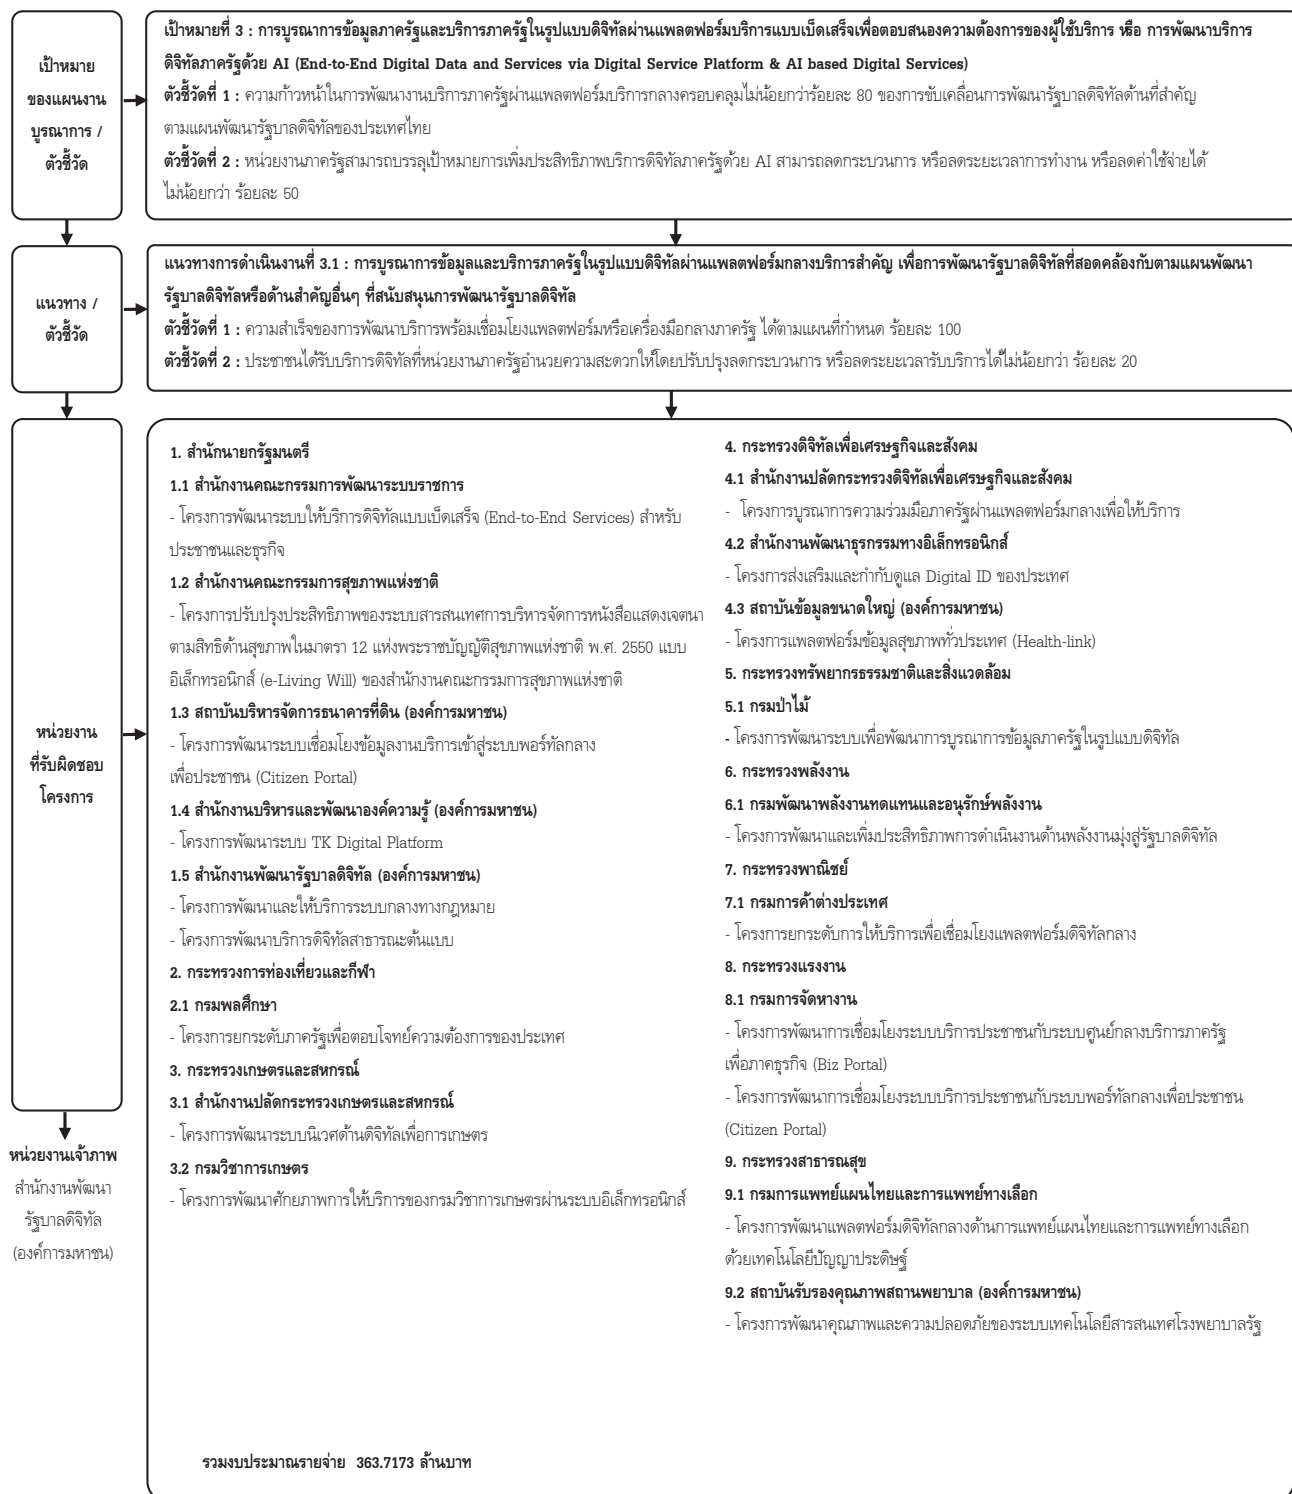 เป้าหมาย
ของแผนงาน
บูรณาการ /
ตัวชี้วัด
เป้าหมายที่ 3 : การบูรณาการข้อมูลภาครัฐและบริการภาครัฐในรูปแบบดิจิทัลผ่านแพลตฟอร์มบริการแบบเบ็ดเสร็จเพื่อตอบสนองความต้องการของผู้ใช้บริการ หรือ การพัฒนาบริการ
ดิจิทัลภาครัฐด้วย AI (End-to-End Digital Data and Services via Digital Service Platform & AI based Digital Services)
ตัวชี้วัดที่ 1 : ความก้าวหน้าในการพัฒนางานบริการภาครัฐผ่านแพลตฟอร์มบริการกลางครอบคลุมไม่น้อยกว่าร้อยละ 80 ของการขับเคลื่อนการพัฒนารัฐบาลดิจิทัลด้านที่สำคัญ
ตามแผนพัฒนารัฐบาลดิจิทัลของประเทศไทย
ตัวชี้วัดที่ 2 : หน่วยงานภาครัฐสามารถบรรลุเป้าหมายการเพิ่มประสิทธิภาพบริการดิจิทัลภาครัฐด้วย AI สามารถลดกระบวนการ หรือลดระยะเวลาการทำงาน หรือลดค่าใช้จ่ายได้
ไม่น้อยกว่า ร้อยละ 50
แนวทาง /
ตัวชี้วัด
แนวทางการดำเนินงานที่ 3.1 : การบูรณาการข้อมูลและบริการภาครัฐในรูปแบบดิจิทัลผ่านแพลตฟอร์มกลางบริการสำคัญ เพื่อการพัฒนารัฐบาลดิจิทัลที่สอดคล้องกับตามแผนพัฒนา
รัฐบาลดิจิทัลหรือด้านสำคัญอื่นๆ ที่สนับสนุนการพัฒนารัฐบาลดิจิทัล
ตัวชี้วัดที่ 1 : ความสำเร็จของการพัฒนาบริการพร้อมเชื่อมโยงแพลตฟอร์มหรือเครื่องมือกลางภาครัฐ ได้ตามแผนที่กำหนด ร้อยละ 100
ตัวชี้วัดที่ 2 : ประชาชนได้รับบริการดิจิทัลที่หน่วยงานภาครัฐอำนวยความสะดวกให้โดยปรับปรุงลดกระบวนการ หรือลดระยะเวลารับบริการได้ไม่น้อยกว่า ร้อยละ 20
หน่วยงาน
ที่รับผิดชอบ
โครงการ
หน่วยงานเจ้าภาพ
สำนักงานพัฒนา
รัฐบาลดิจิทัล
(องค์การมหาชน)
1. สำนักนายกรัฐมนตรี
1.1 สำนักงานคณะกรรมการพัฒนาระบบราชการ
- โครงการพัฒนาระบบให้บริการดิจิทัลแบบเบ็ดเสร็จ (End-to-End Services) สำหรับ
ประชาชนและธุรกิจ
1.2 สำนักงานคณะกรรมการสุขภาพแห่งชาติ
- โครงการปรับปรุงประสิทธิภาพของระบบสารสนเทศการบริหารจัดการหนังสือแสดงเจตนา
ตามสิทธิด้านสุขภาพในมาตรา 12 แห่งพระราชบัญญัติสุขภาพแห่งชาติ พ.ศ. 2550 แบบ
อิเล็กทรอนิกส์ (e-Living Will) ของสำนักงานคณะกรรมการสุขภาพแห่งชาติ
1.3 สถาบันบริหารจัดการธนาคารที่ดิน (องค์การมหาชน)
- โครงการพัฒนาระบบเชื่อมโยงข้อมูลงานบริการเข้าสู่ระบบพอร์ทัลกลาง
เพื่อประชาชน (Citizen Portal)
1.4 สำนักงานบริหารและพัฒนาองค์ความรู้ (องค์การมหาชน)
- โครงการพัฒนาระบบ TK Digital Platform
1.5 สำนักงานพัฒนารัฐบาลดิจิทัล (องค์การมหาชน)
- โครงการพัฒนาและให้บริการระบบกลางทางกฎหมาย
- โครงการพัฒนาบริการดิจิทัลสาธารณะต้นแบบ
2. กระทรวงการท่องเที่ยวและกีฬา
2.1 กรมพลศึกษา
- โครงการยกระดับภาครัฐเพื่อตอบโจทย์ความต้องการของประเทศ
3. กระทรวงเกษตรและสหกรณ์
3.1 สำนักงานปลัดกระทรวงเกษตรและสหกรณ์
- โครงการพัฒนาระบบนิเวศด้านดิจิทัลเพื่อการเกษตร
3.2 กรมวิชาการเกษตร
- โครงการพัฒนาศักยภาพการให้บริการของกรมวิชาการเกษตรผ่านระบบอิเล็กทรอนิกส์
4. กระทรวงดิจิทัลเพื่อเศรษฐกิจและสังคม
4.1 สำนักงานปลัดกระทรวงดิจิทัลเพื่อเศรษฐกิจและสังคม
- โครงการบูรณาการความร่วมมือภาครัฐผ่านแพลตฟอร์มกลางเพื่อให้บริการ
4.2 สำนักงานพัฒนาธุรกรรมทางอิเล็กทรอนิกส์
- โครงการส่งเสริมและกำกับดูแล Digital ID ของประเทศ
4.3 สถาบันข้อมูลขนาดใหญ่ (องค์การมหาชน)
- โครงการแพลตฟอร์มข้อมูลสุขภาพทั่วประเทศ (Health-link)
5. กระทรวงทรัพยากรธรรมชาติและสิ่งแวดล้อม
5.1 กรมป่าไม้
- โครงการพัฒนาระบบเพื่อพัฒนาการบูรณาการข้อมูลภาครัฐในรูปแบบดิจิทัล
6. กระทรวงพลังงาน
6.1 กรมพัฒนาพลังงานทดแทนและอนุรักษ์พลังงาน
- โครงการพัฒนาและเพิ่มประสิทธิภาพการดำเนินงานด้านพลังงานมุ่งสู่รัฐบาลดิจิทัล
7. กระทรวงพาณิชย์
7.1 กรมการค้าต่างประเทศ
- โครงการยกระดับการให้บริการเพื่อเชื่อมโยงแพลตฟอร์มดิจิทัลกลาง
8. กระทรวงแรงงาน
8.1 กรมการจัดหางาน
- โครงการพัฒนาการเชื่อมโยงระบบบริการประชาชนกับระบบศูนย์กลางบริการภาครัฐ
เพื่อภาคธุรกิจ (Biz Portal)
- โครงการพัฒนาการเชื่อมโยงระบบบริการประชาชนกับระบบพอร์ทัลกลางเพื่อประชาชน
(Citizen Portal)
9. กระทรวงสาธารณสุข
9.1 กรมการแพทย์แผนไทยและการแพทย์ทางเลือก
- โครงการพัฒนาแพลตฟอร์มดิจิทัลกลางด้านการแพทย์แผนไทยและการแพทย์ทางเลือก
ด้วยเทคโนโลยีปัญญาประดิษฐ์
9.2 สถาบันรับรองคุณภาพสถานพยาบาล (องค์การมหาชน)
- โครงการพัฒนาคุณภาพและความปลอดภัยของระบบเทคโนโลยีสารสนเทศโรงพยาบาลรัฐ
รวมงบประมาณรายจ่าย 363.7173 ล้านบาท